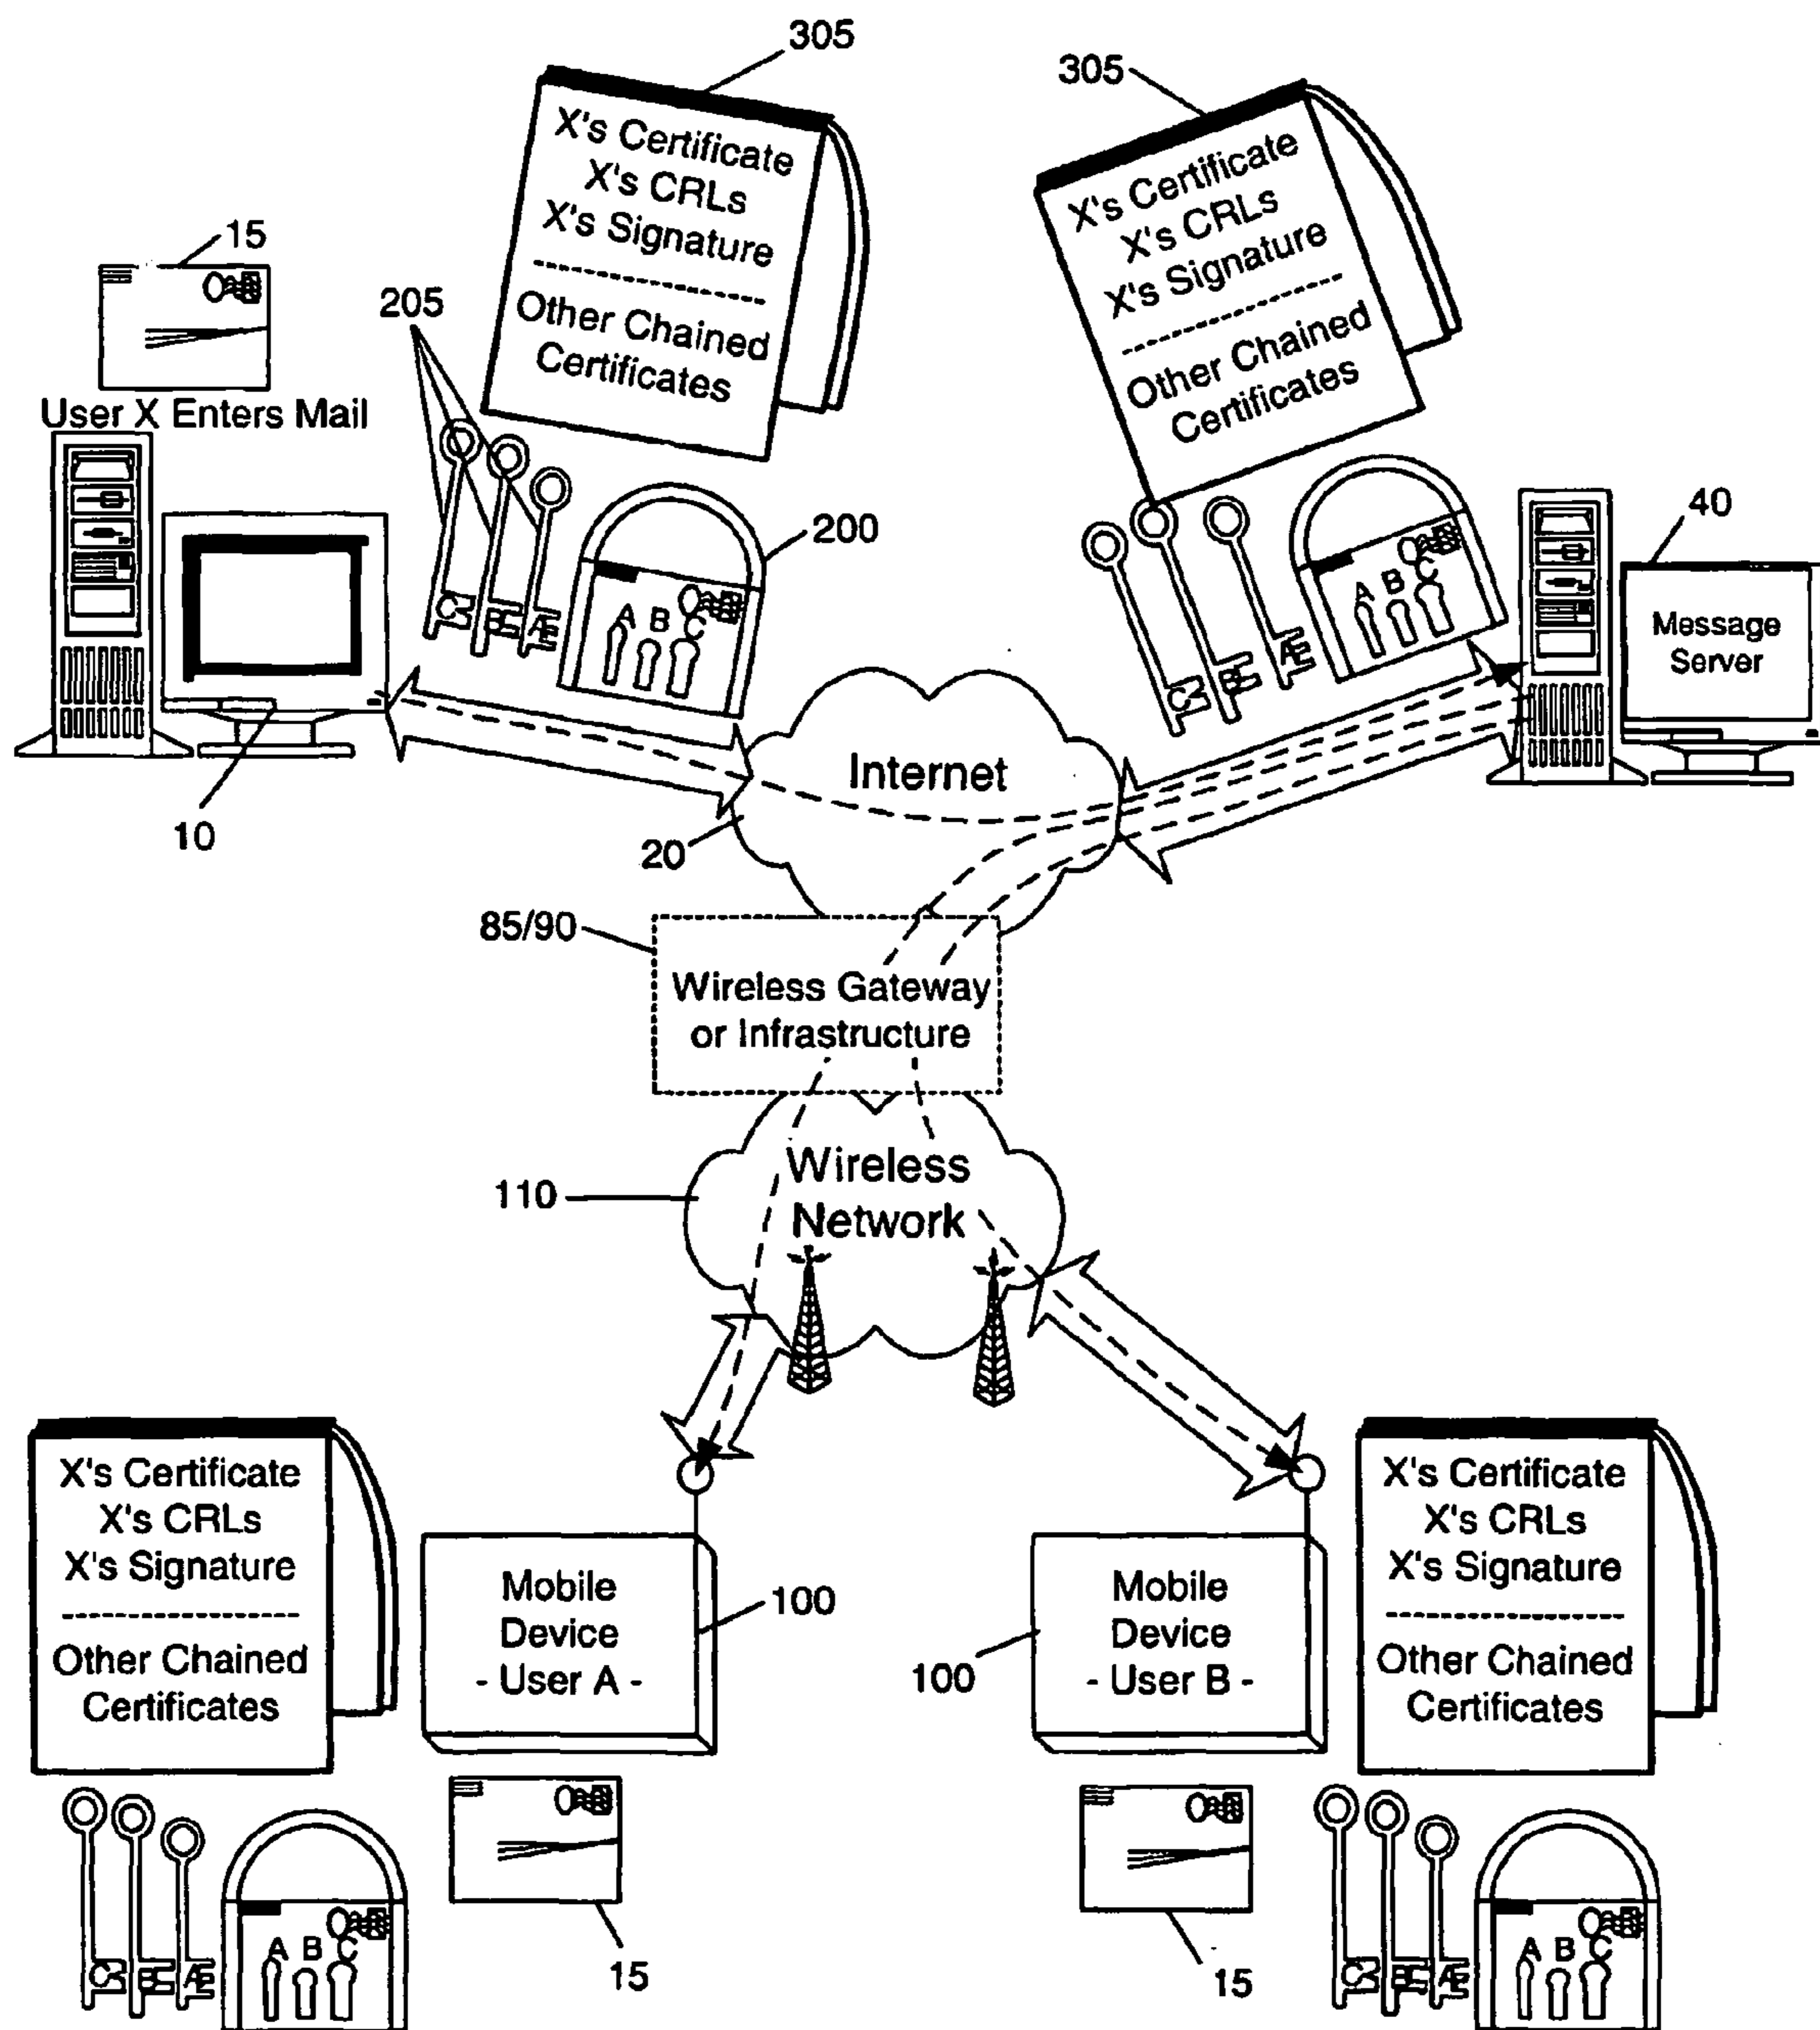 305
X's Certificate
X's CRLs
X's Signature
Other Chained
Certificates
305
X's Certificate
X's CRLs
X's Signature
Other Chained
Certificates
15
User X Enters Mail
205
C
B
A
200
A B C
C
B
A
A B C
40
Message
Server
10
Internet
20
85/90
Wireless Gateway
or Infrastructure
110
Wireless
Network
X's Certificate
X's CRLs
X's Signature
Other Chained
Certificates
Mobile
Device
- User A -
100
100
Mobile
Device
- User B -
X's Certificate
X's CRLs
X's Signature
Other Chained
Certificates
C
B
A
A B C
15
15
C
B
A
A B C